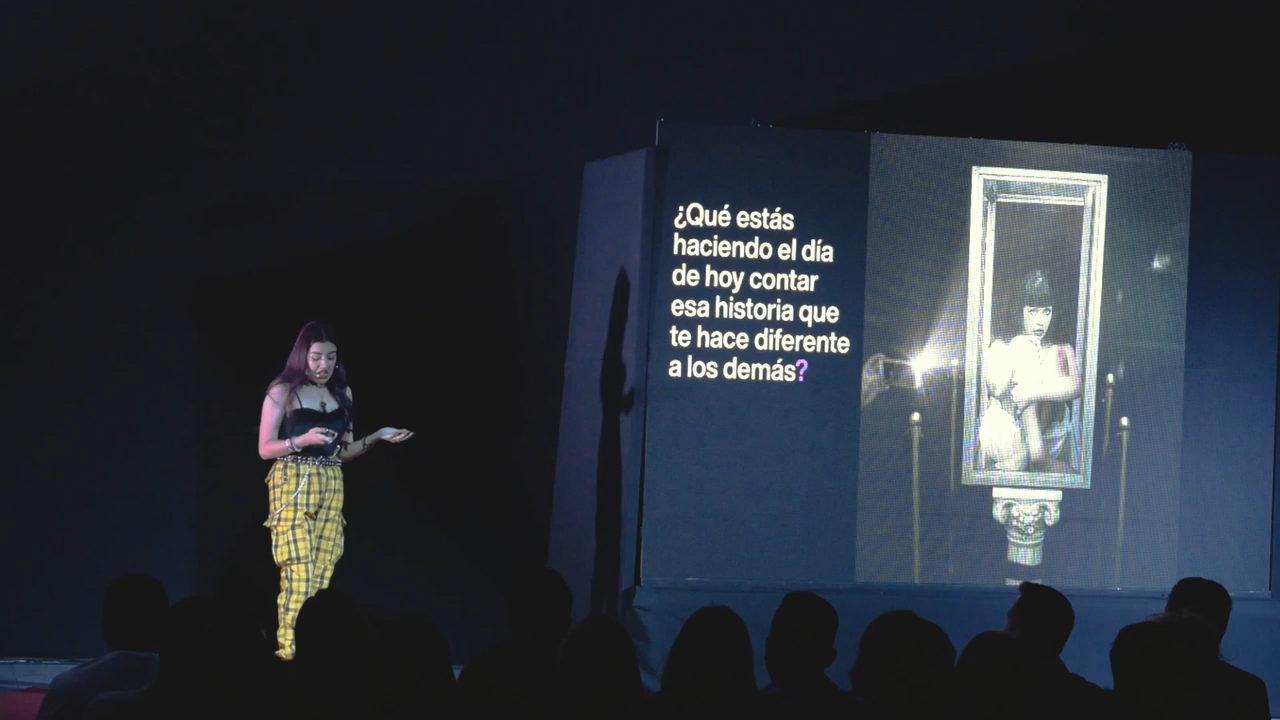 ¿Qué estás
haciendo el día
de hoy contar
esa historia que
te hace diferente
a los demás?